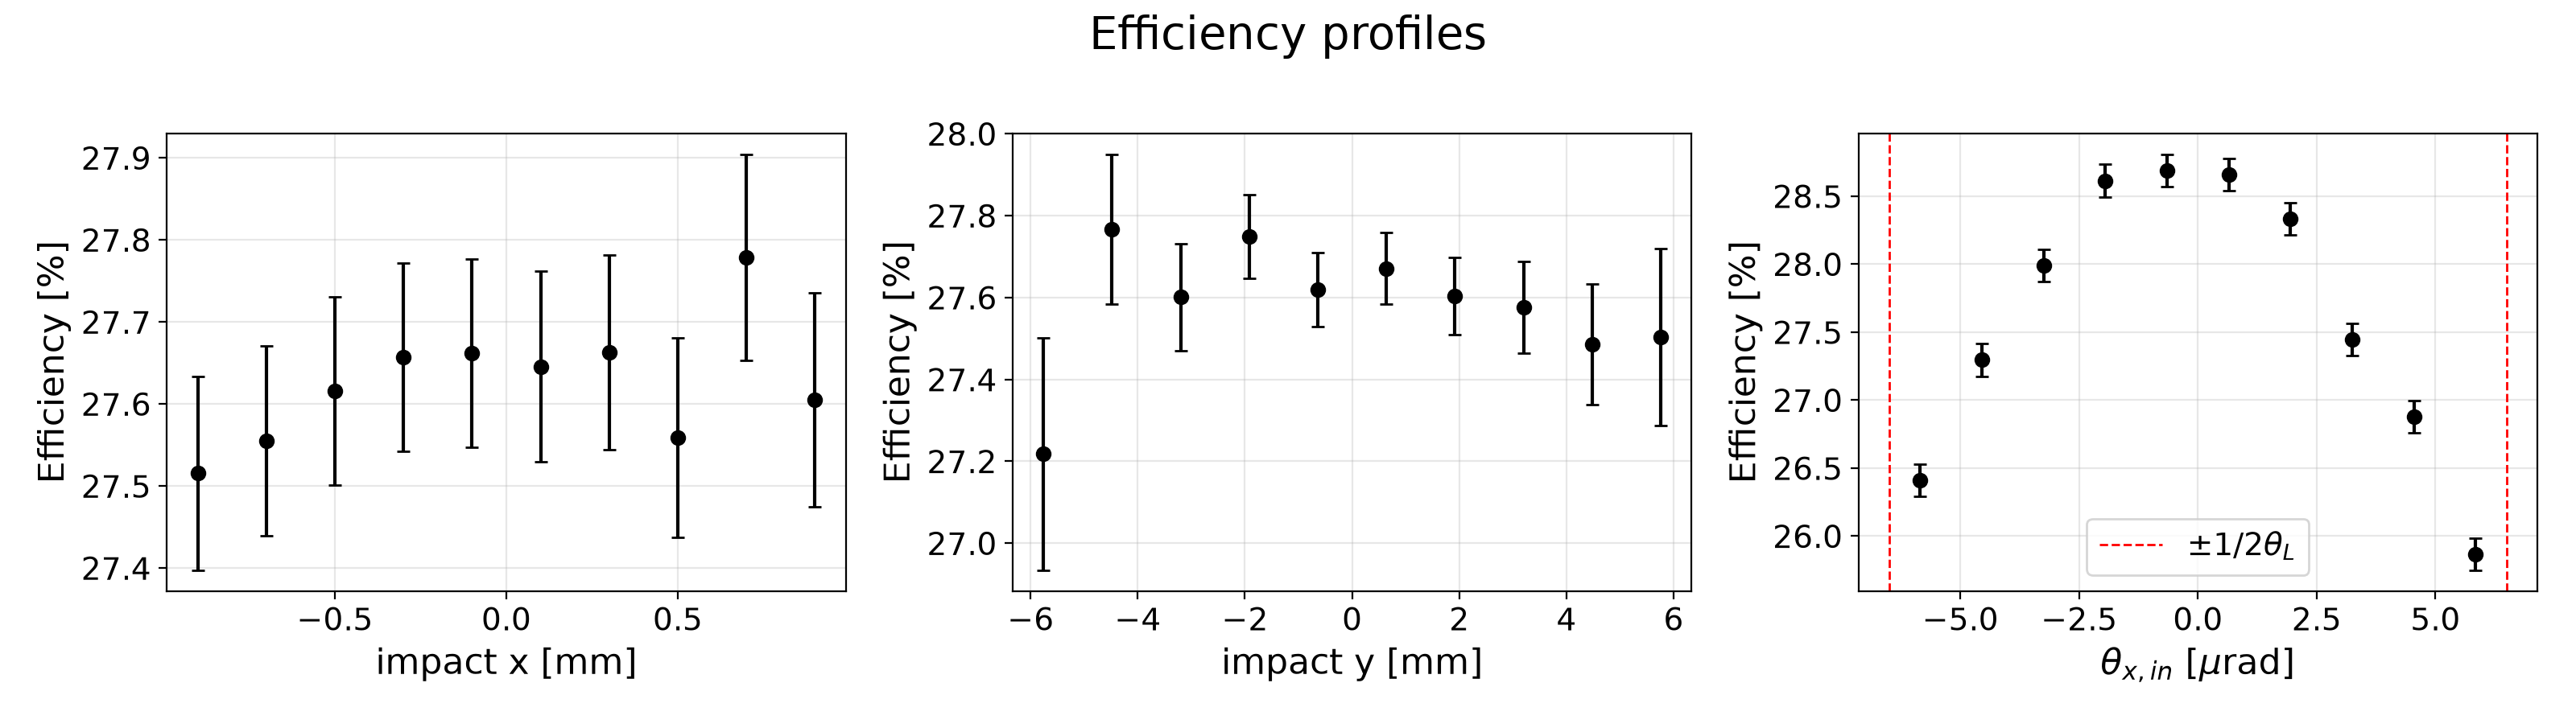 Efficiency profiles
Efficiency [%]
27.9
27.8
27.7
27.6
27.5
27.4
−0.5 0.0 0.5
impact x [mm]
Efficiency [%]
28.0
27.8
27.6
27.4
27.2
27.0
−6 −4 −2 0 2 4 6
impact y [mm]
Efficiency [%]
28.5
28.0
27.5
27.0
26.5
26.0
±1/2θ_L
−5.0 −2.5 0.0 2.5 5.0
θ_{x, in} [μrad]